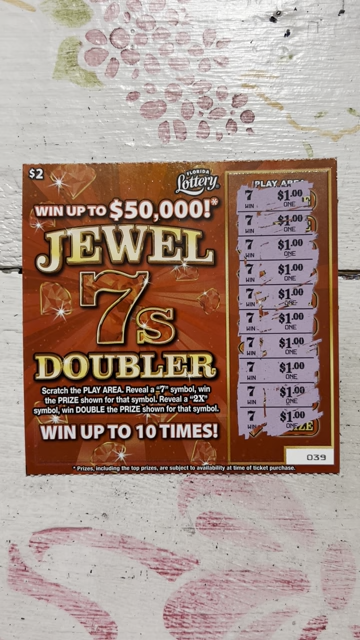 $2
FLORIDA
Lottery
WIN UP TO $50,000!*
JEWEL
7s
DOUBLER
Scratch the PLAY AREA. Reveal a "7" symbol, win
the PRIZE shown for that symbol. Reveal a "2X"
symbol, win DOUBLE the PRIZE shown for that symbol.
WIN UP TO 10 TIMES!
* Prizes, including the top prizes, are subject to availability at time of ticket purchase.
PLAY AREA
7 $1.00
WIN ONE
7 $1.00
WIN ONE
7 $1.00
WIN ONE
7 $1.00
WIN ONE
7 $1.00
WIN ONE
7 $1.00
WIN ONE
7 $1.00
WIN ONE
7 $1.00
WIN ONE
7 $1.00
WIN ONE
7 $1.00
WIN ONE
039